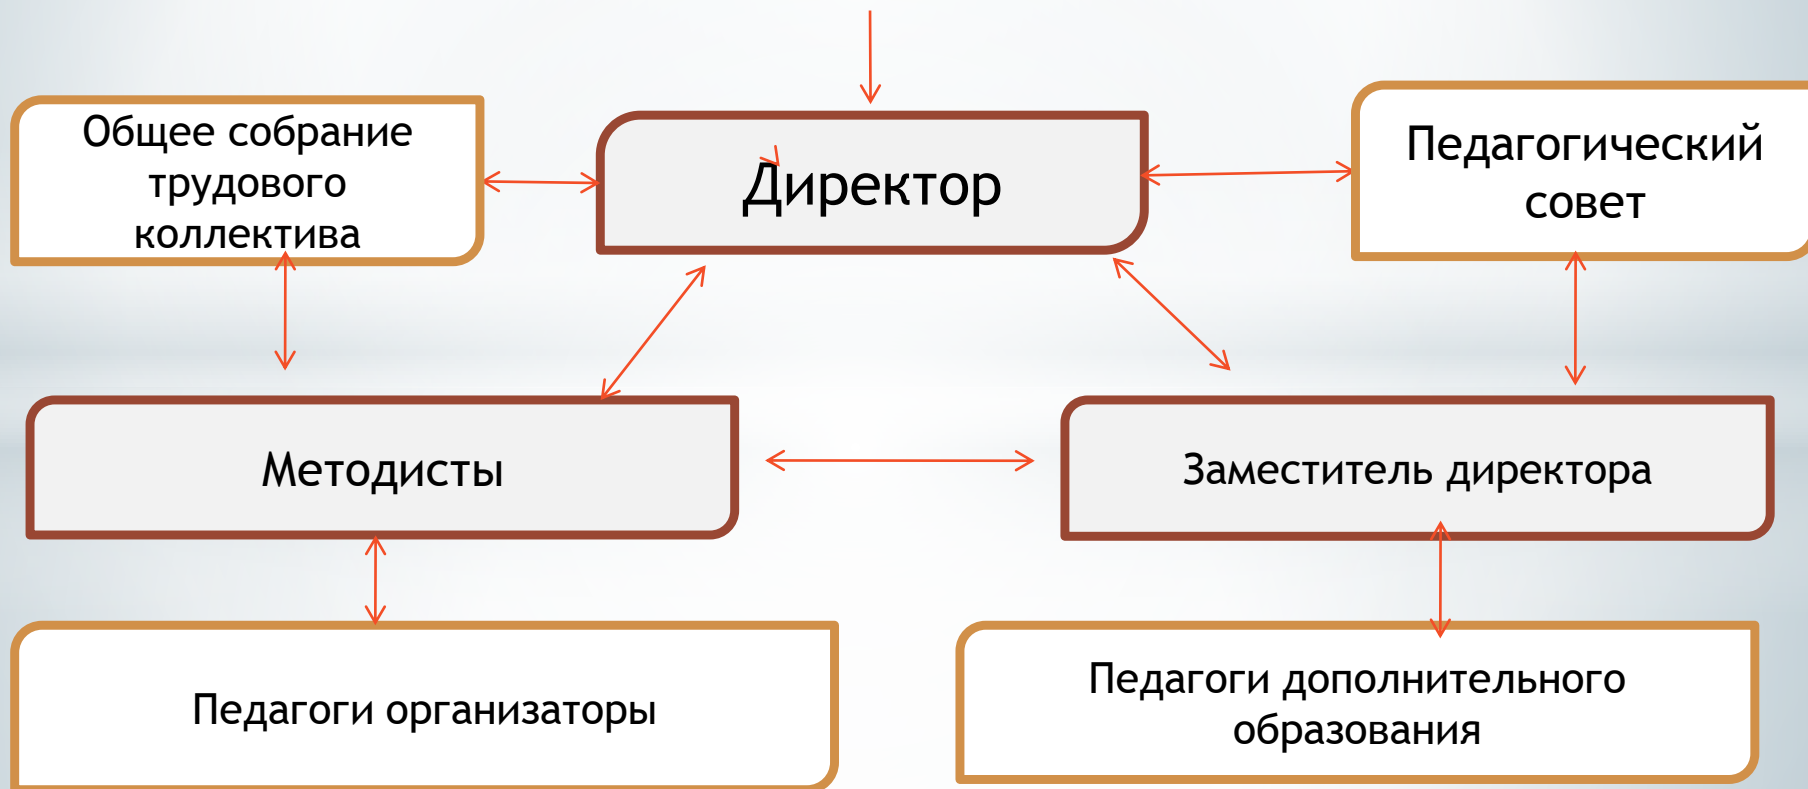 Общее собрание
трудового
коллектива
Директор
Педагогический
совет
Методисты
Заместитель директора
Педагоги организаторы
Педагоги дополнительного
образования